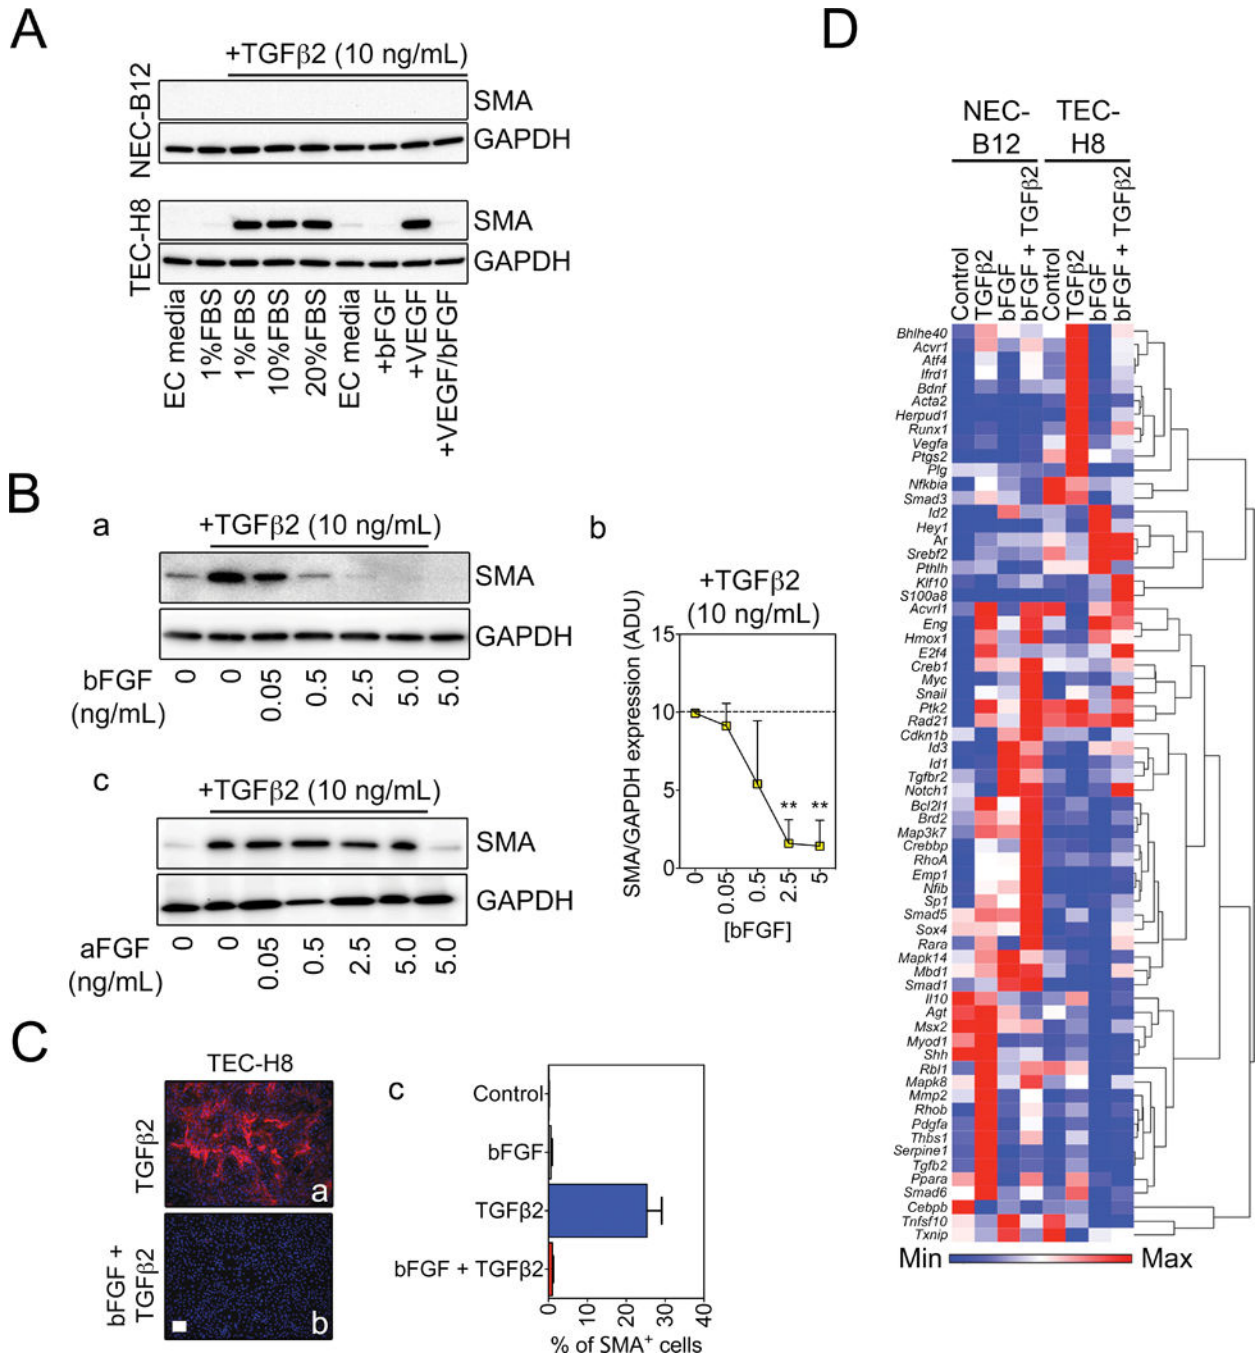 A
+TGFβ2 (10 ng/mL)
NEC-B12
SMA
GAPDH
TEC-H8
SMA
GAPDH
EC media
1%FBS
1%FBS
10%FBS
20%FBS
EC media
+bFGF
+VEGF
+VEGF/bFGF
B
a
+TGFβ2 (10 ng/mL)
SMA
GAPDH
bFGF
(ng/mL)
0
0
0.05
0.5
2.5
5.0
5.0
b
+TGFβ2
(10 ng/mL)
SMA/GAPDH expression (ADU)
15
10
5
0
** **
0
0.05
0.5
2.5
5
[bFGF]
c
+TGFβ2 (10 ng/mL)
SMA
GAPDH
aFGF
(ng/mL)
0
0
0.05
0.5
2.5
5.0
5.0
C
TEC-H8
TGFβ2
a
bFGF +
TGFβ2
b
c
Control
bFGF
TGFβ2
bFGF + TGFβ2
0
10
20
30
40
% of SMA+ cells
D
NEC-
B12
TEC-
H8
Control
TGFβ2
bFGF
bFGF + TGFβ2
Control
TGFβ2
bFGF
bFGF + TGFβ2
Bhlhe40
Acvr1
Atf4
Ifrd1
Bdnf
Acta2
Herpud1
Runx1
Vegfa
Ptgs2
Plg
Nfkbia
Smad3
Id2
Hey1
Ar
Srebf2
Pthlh
Klf10
S100a8
Acvrl1
Eng
Hmox1
E2f4
Creb1
Myc
Snail
Ptk2
Rad21
Cdkn1b
Id3
Id1
Tgfbr2
Notch1
Bcl2l1
Brd2
Map3k7
Crebbp
RhoA
Emp1
Nfib
Sp1
Smad5
Sox4
Rara
Mapk14
Mbd1
Smad1
Il10
Agt
Msx2
Myod1
Shh
Rbl1
Mapk8
Mmp2
Rhob
Pdgfa
Thbs1
Serpine1
Tgfb2
Ppara
Smad6
Cebpb
Tnfsf10
Txnip
Min
Max